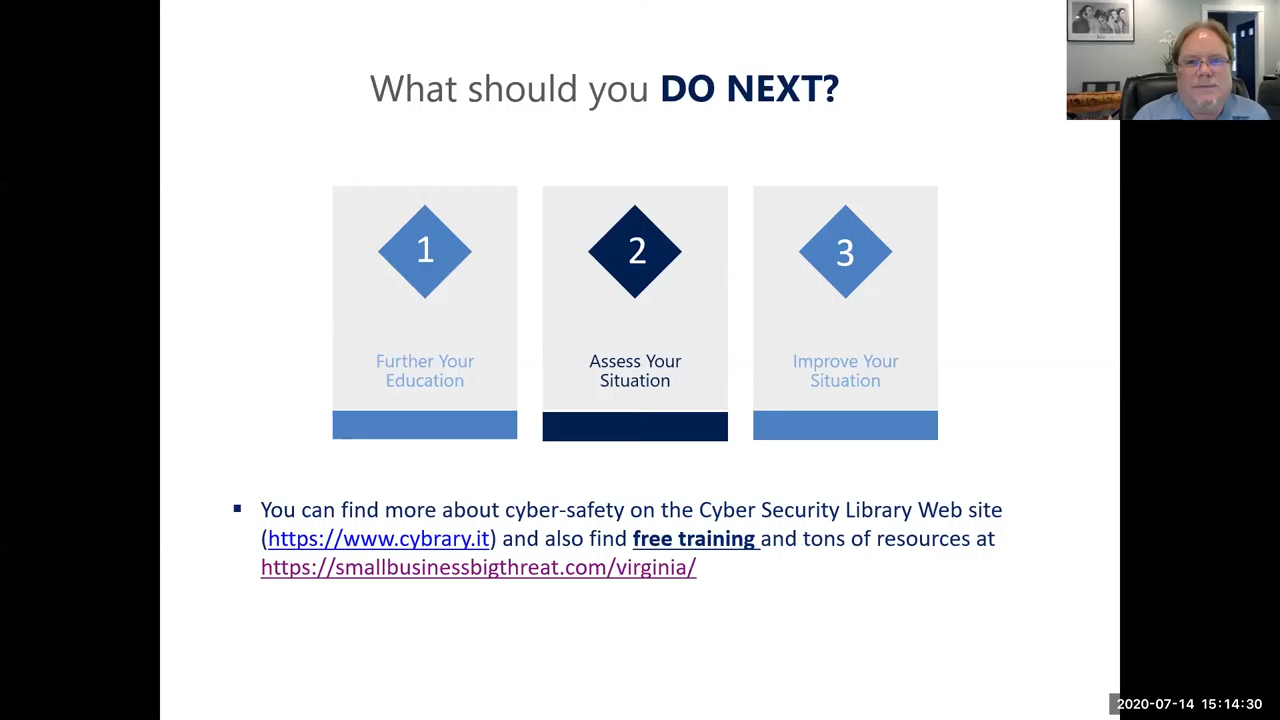 What should you DO NEXT?
1
2
3
Further Your
Education
Assess Your
Situation
Improve Your
Situation
▪ You can find more about cyber-safety on the Cyber Security Library Web site
(https://www.cybrary.it) and also find free training and tons of resources at
https://smallbusinessbigthreat.com/virginia/
2020-07-14 15:14:30